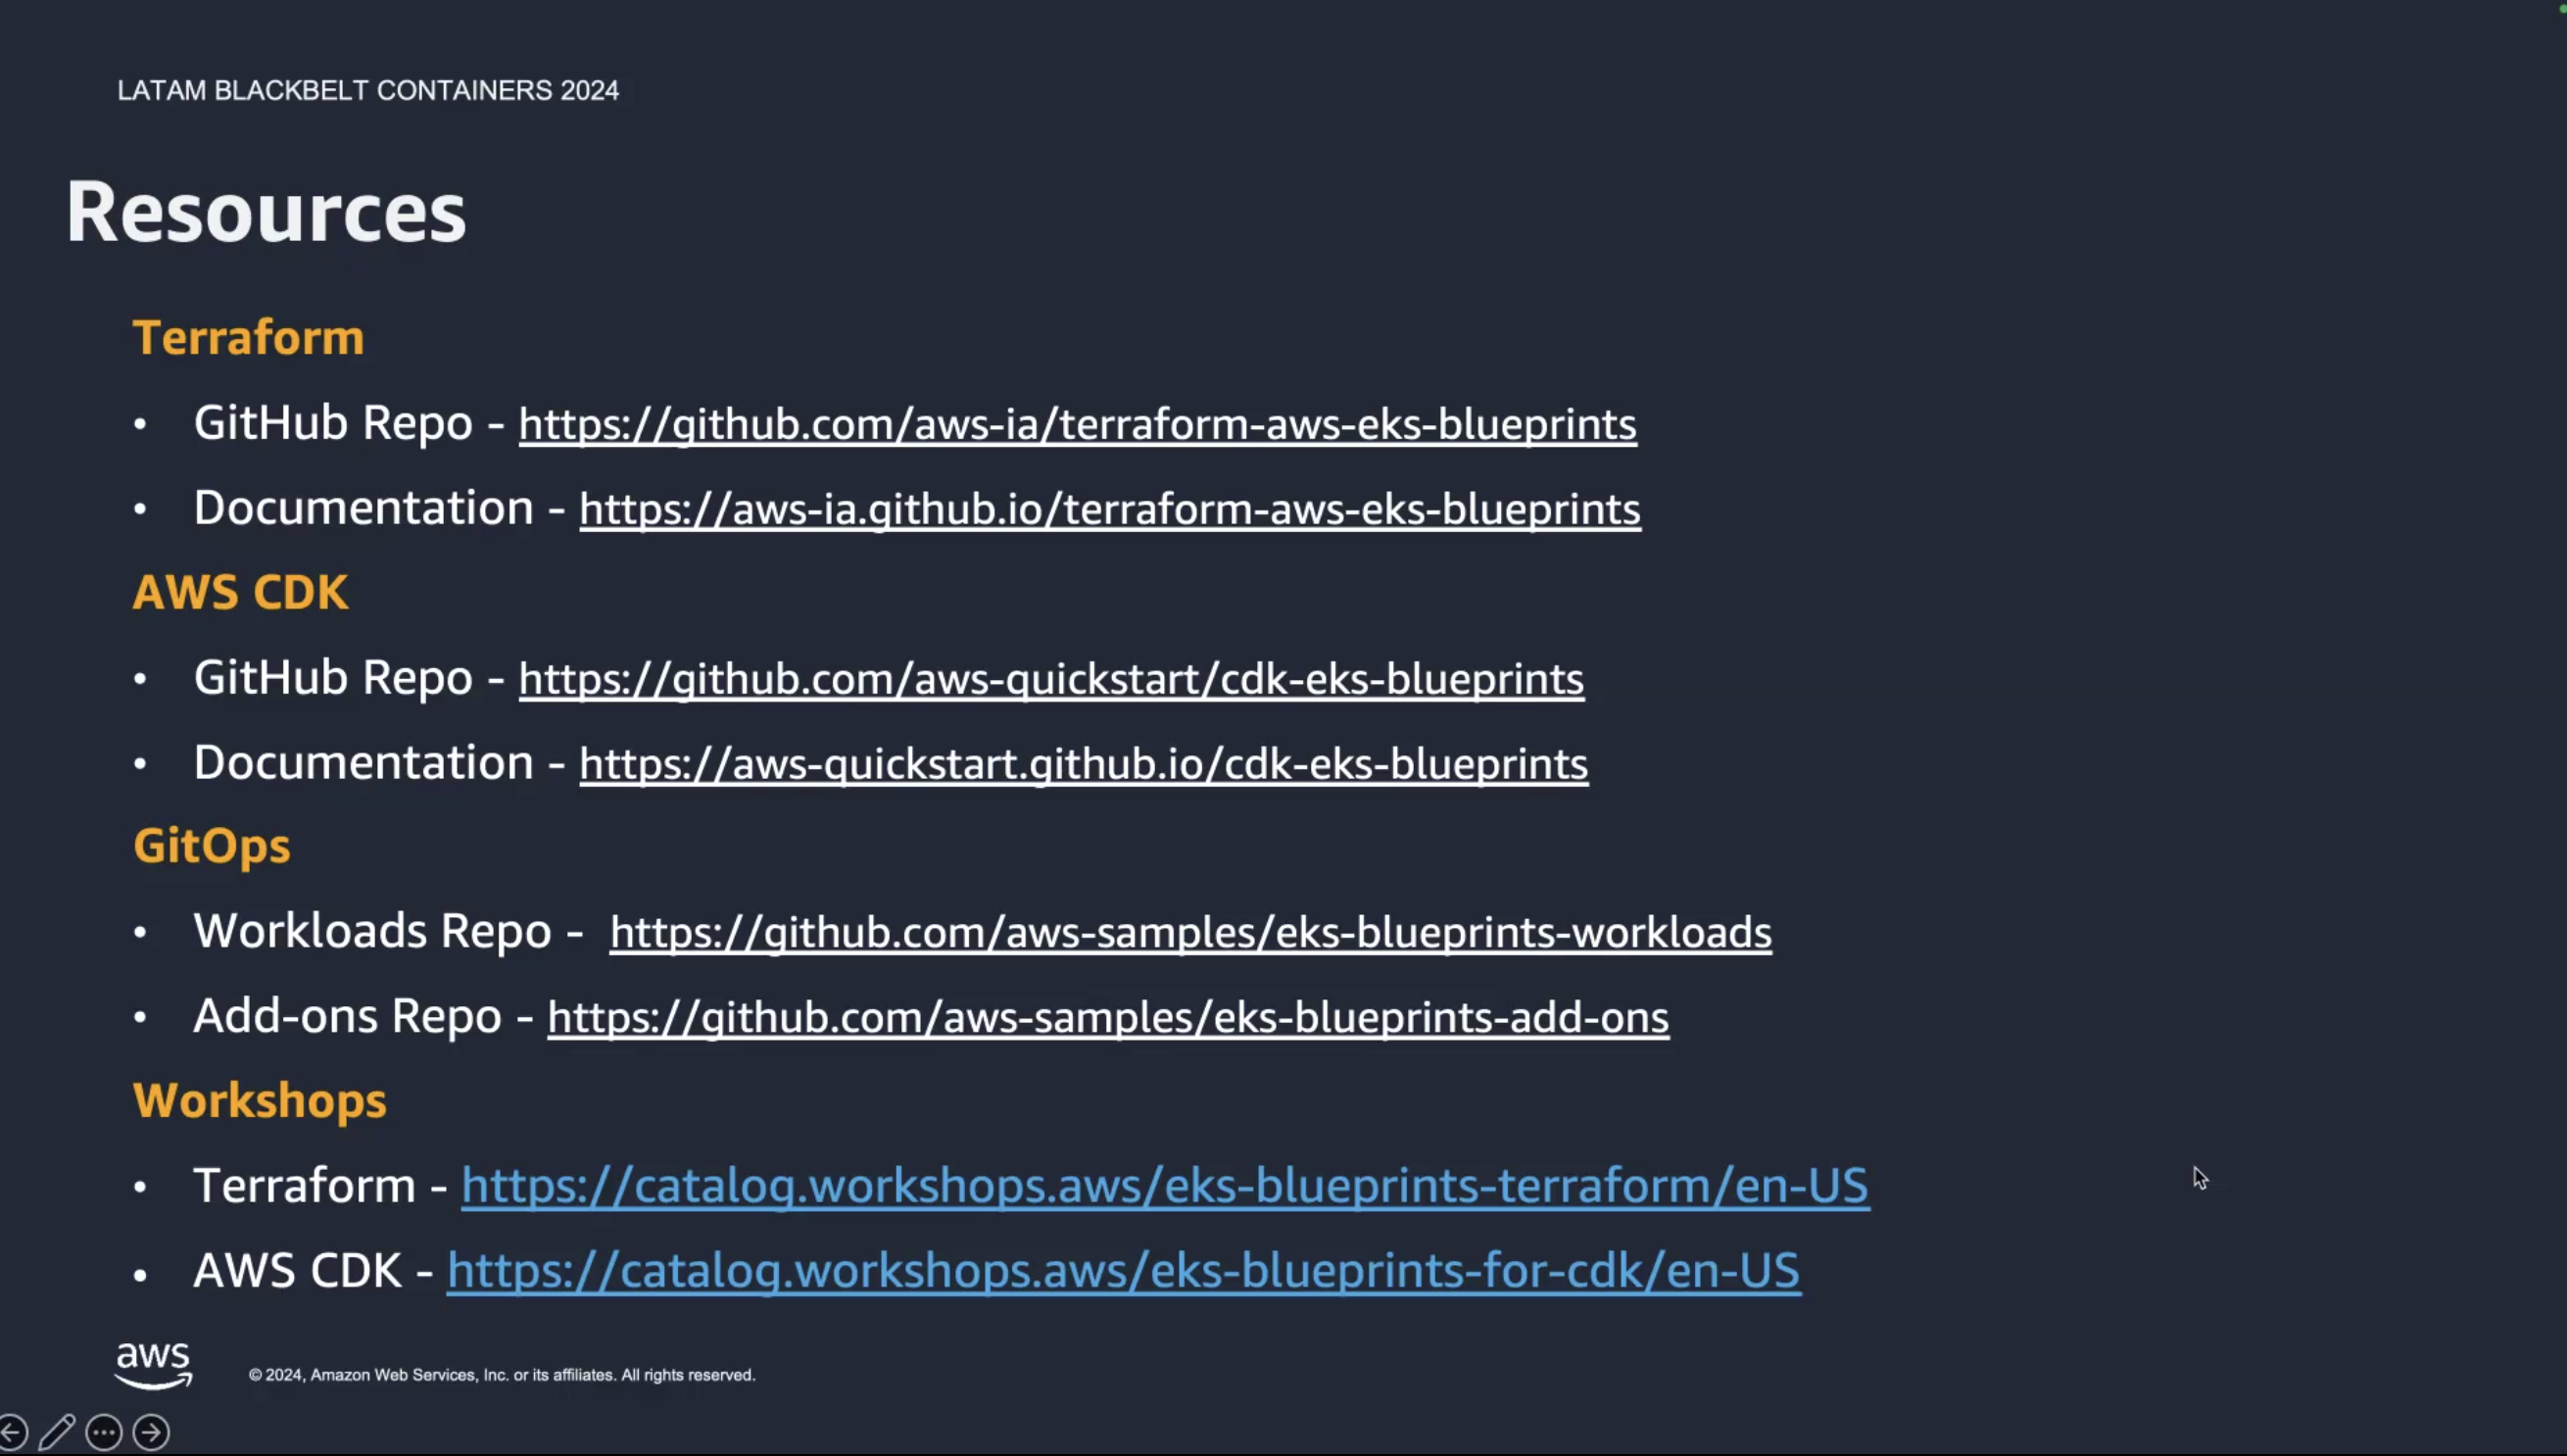 LATAM BLACKBELT CONTAINERS 2024
Resources
Terraform
• GitHub Repo - https://github.com/aws-ia/terraform-aws-eks-blueprints
• Documentation - https://aws-ia.github.io/terraform-aws-eks-blueprints
AWS CDK
• GitHub Repo - https://github.com/aws-quickstart/cdk-eks-blueprints
• Documentation - https://aws-quickstart.github.io/cdk-eks-blueprints
GitOps
• Workloads Repo - https://github.com/aws-samples/eks-blueprints-workloads
• Add-ons Repo - https://github.com/aws-samples/eks-blueprints-add-ons
Workshops
• Terraform - https://catalog.workshops.aws/eks-blueprints-terraform/en-US
• AWS CDK - https://catalog.workshops.aws/eks-blueprints-for-cdk/en-US
aws
© 2024, Amazon Web Services, Inc. or its affiliates. All rights reserved.